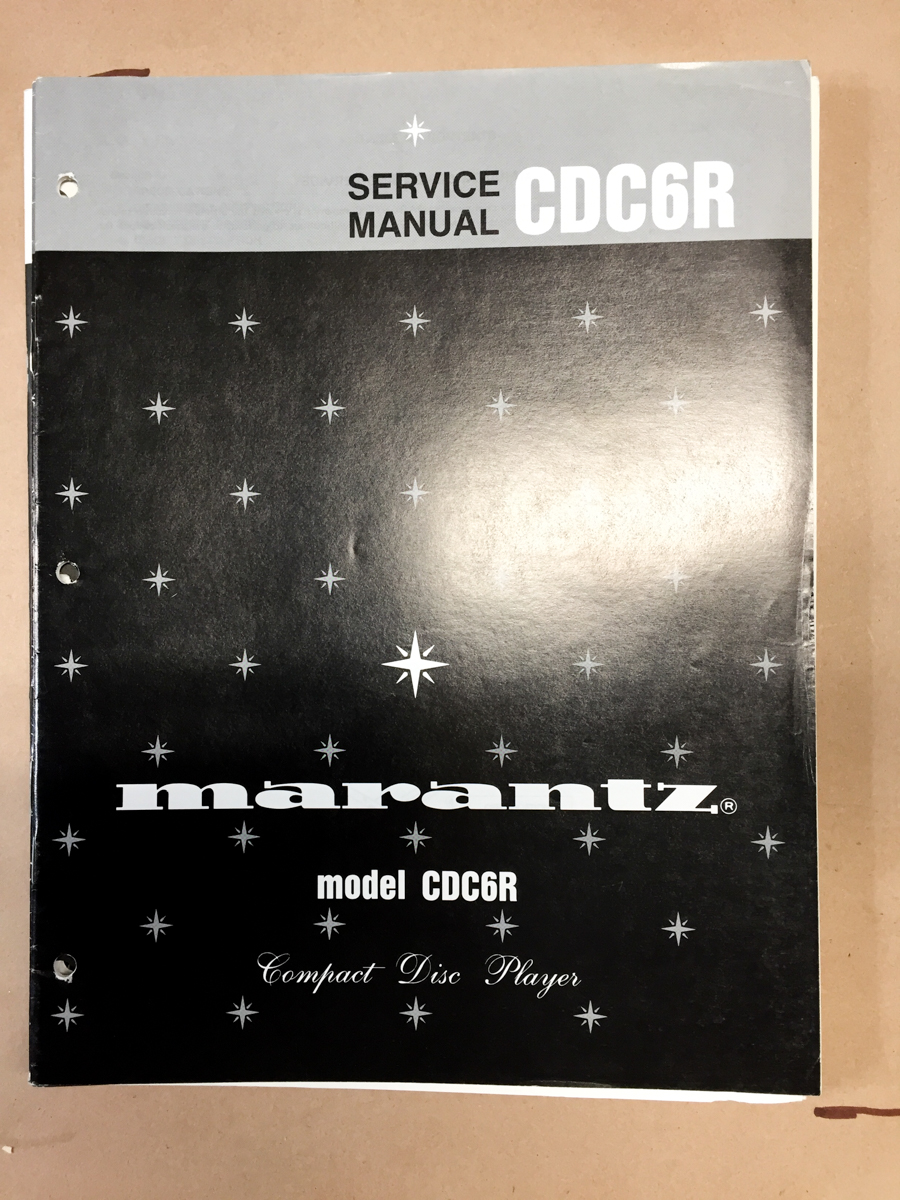 SERVICE
MANUAL
CDC6R
marantz®
model CDC6R
Compact Disc Player